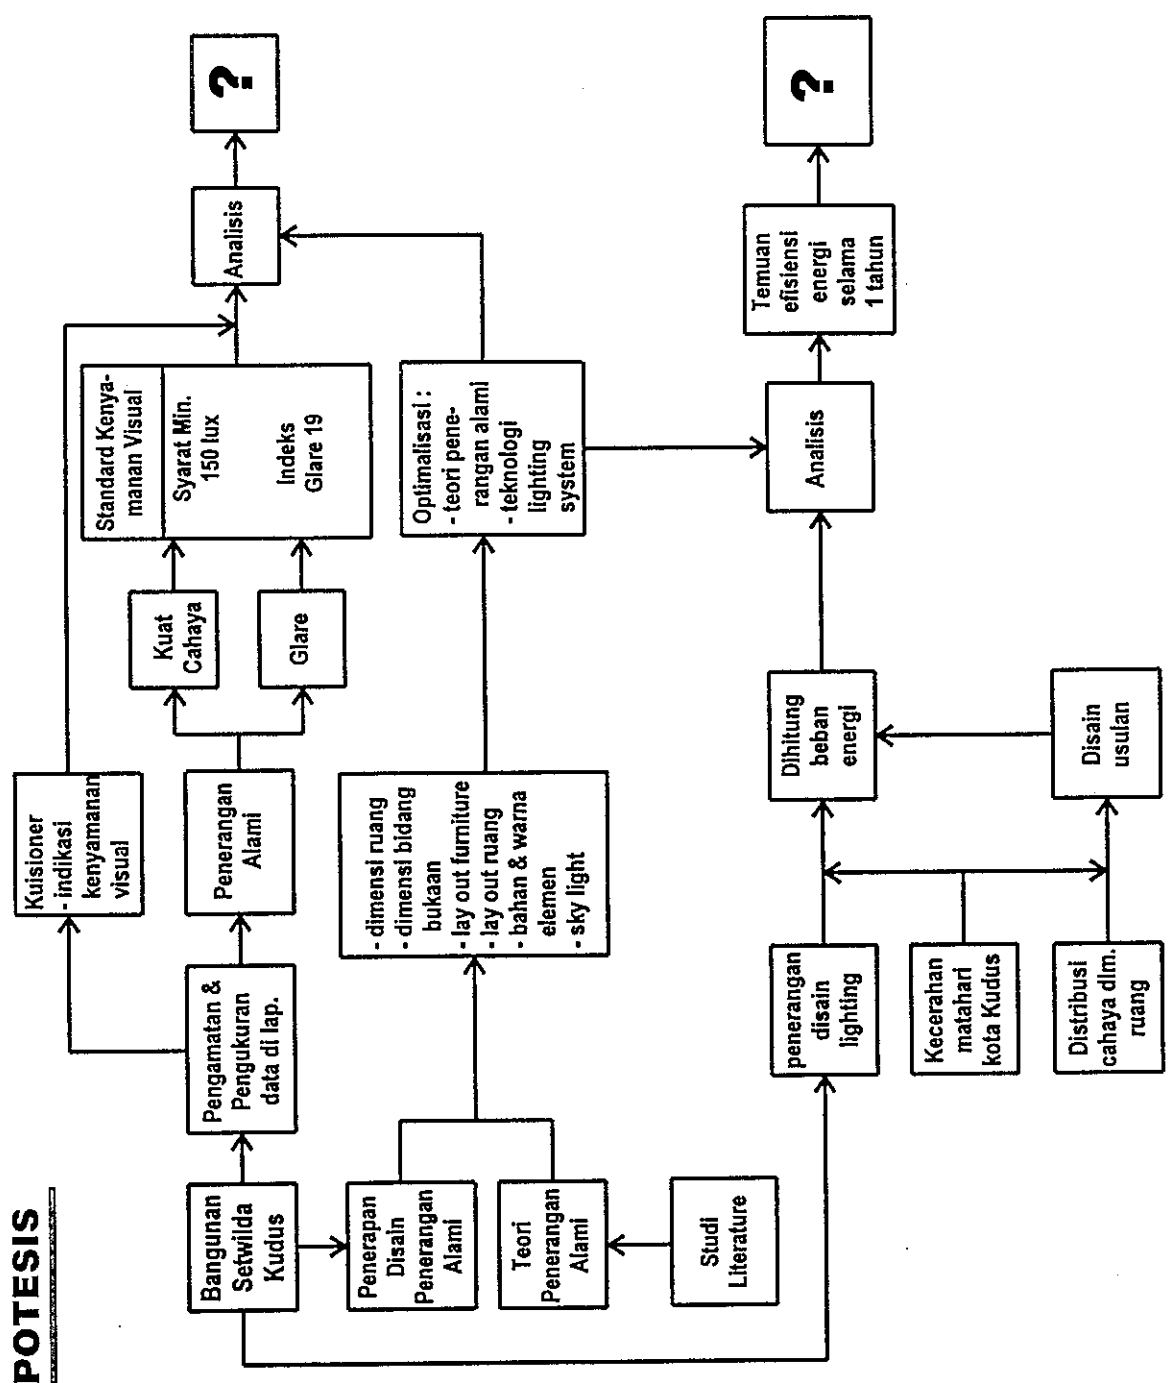 POTESIS
Bangunan
Setwilda
Kudus
Pengamatan &
Pengukuran
data di lap.
Kuisioner
- indikasi
kenyamanan
visual
Penerangan
Alami
Kuat
Cahaya
Glare
Standard Kenya-
manan Visual
Syarat Min.
150 lux
Indeks
Glare 19
Analisis
?
Penerapan
Disain
Penerangan
Alami
Teori
Penerangan
Alami
Studi
Literature
- dimensi ruang
- dimensi bidang
bukaan
- lay out furniture
- lay out ruang
- bahan & warna
elemen
- sky light
Optimalisasi :
- teori pene-
rangan alami
- teknologi
lighting
system
penerangan
disain
lighting
Kecerahan
matahari
kota Kudus
Distribusi
cahaya dlm.
ruang
Dihitung
beban
energi
Disain
usulan
Analisis
Temuan
efisiensi
energi
selama
1 tahun
?